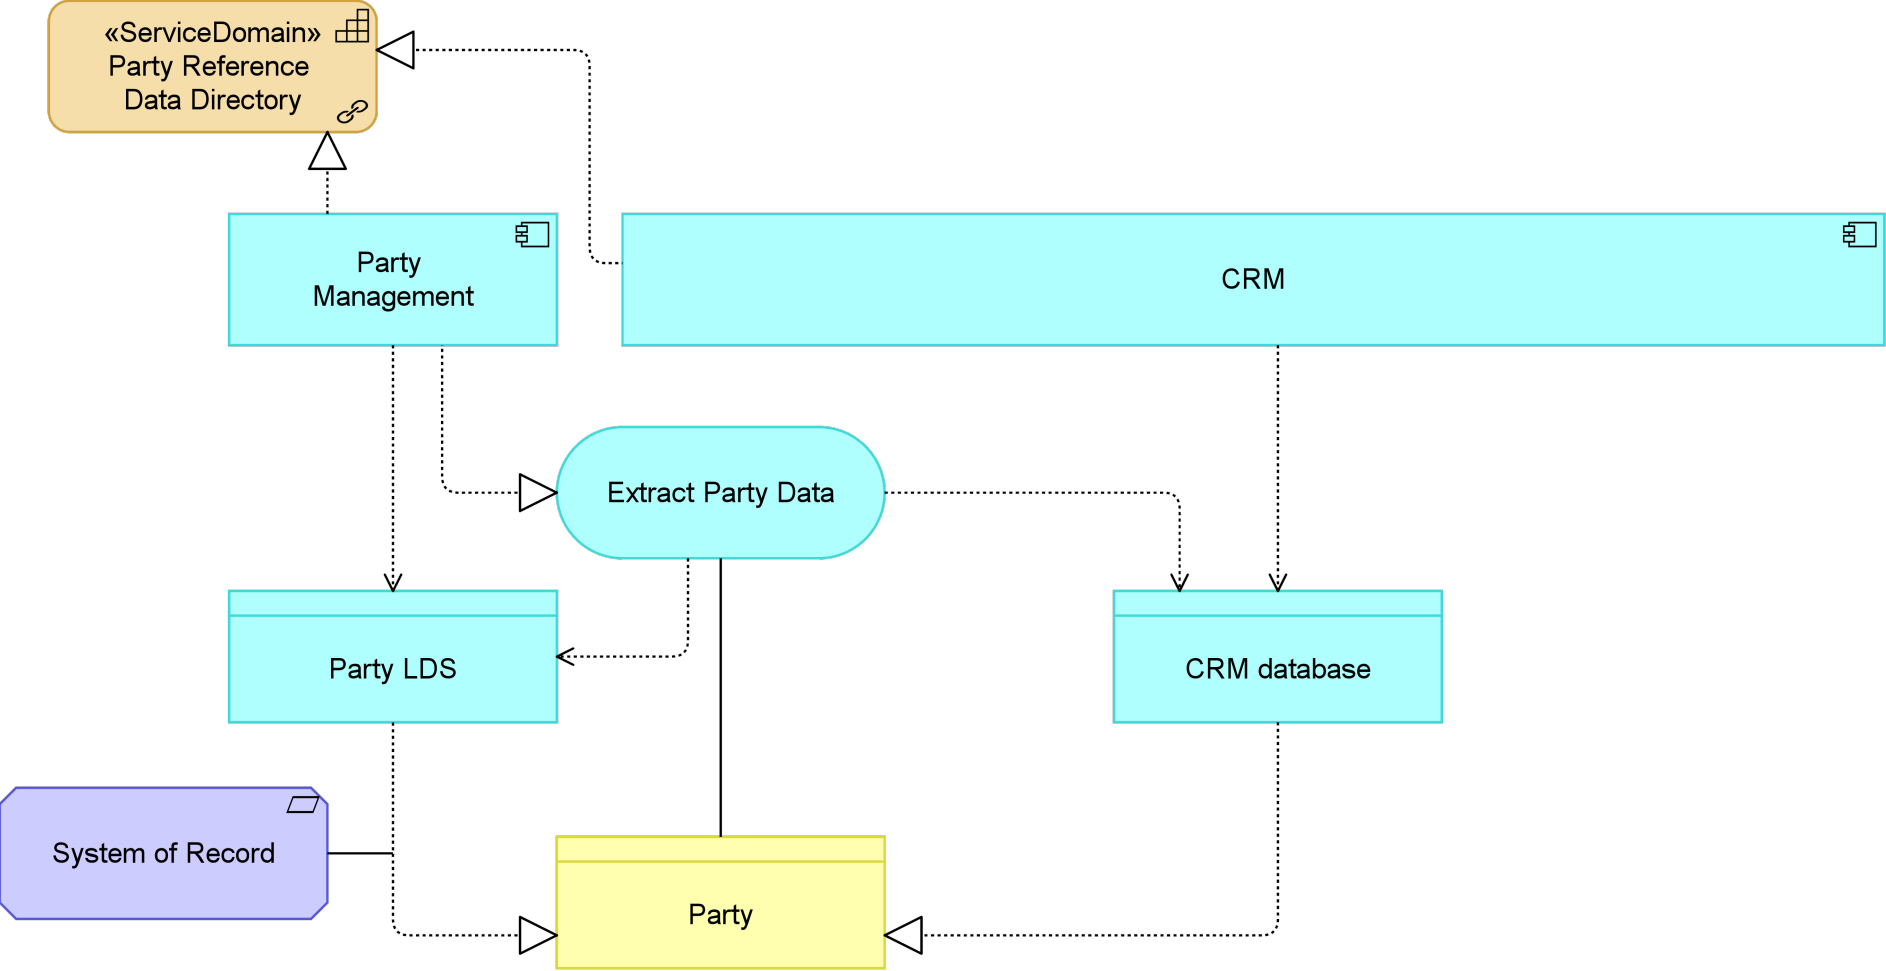 «ServiceDomain»
Party Reference
Data Directory
Party
Management
CRM
Extract Party Data
Party LDS
CRM database
System of Record
Party